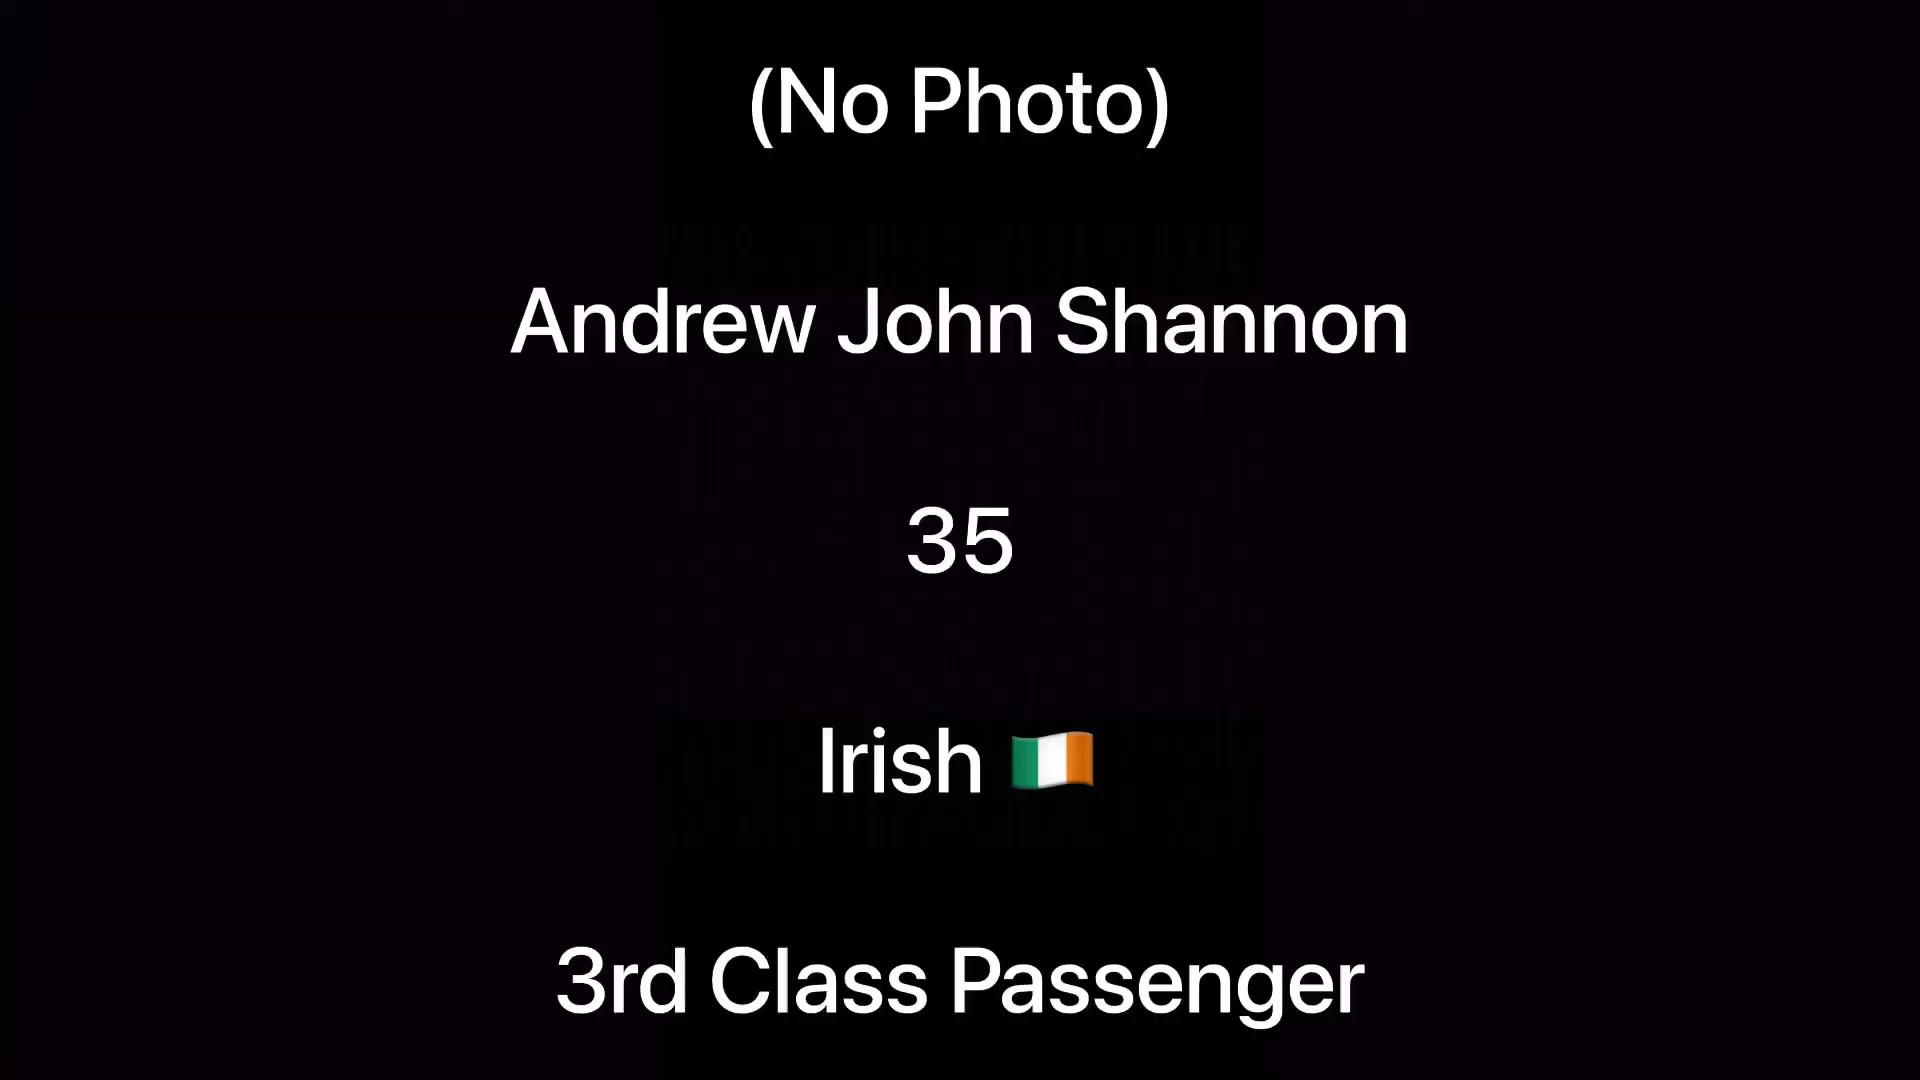 (No Photo)
Andrew John Shannon
35
Irish 🇮🇪
3rd Class Passenger